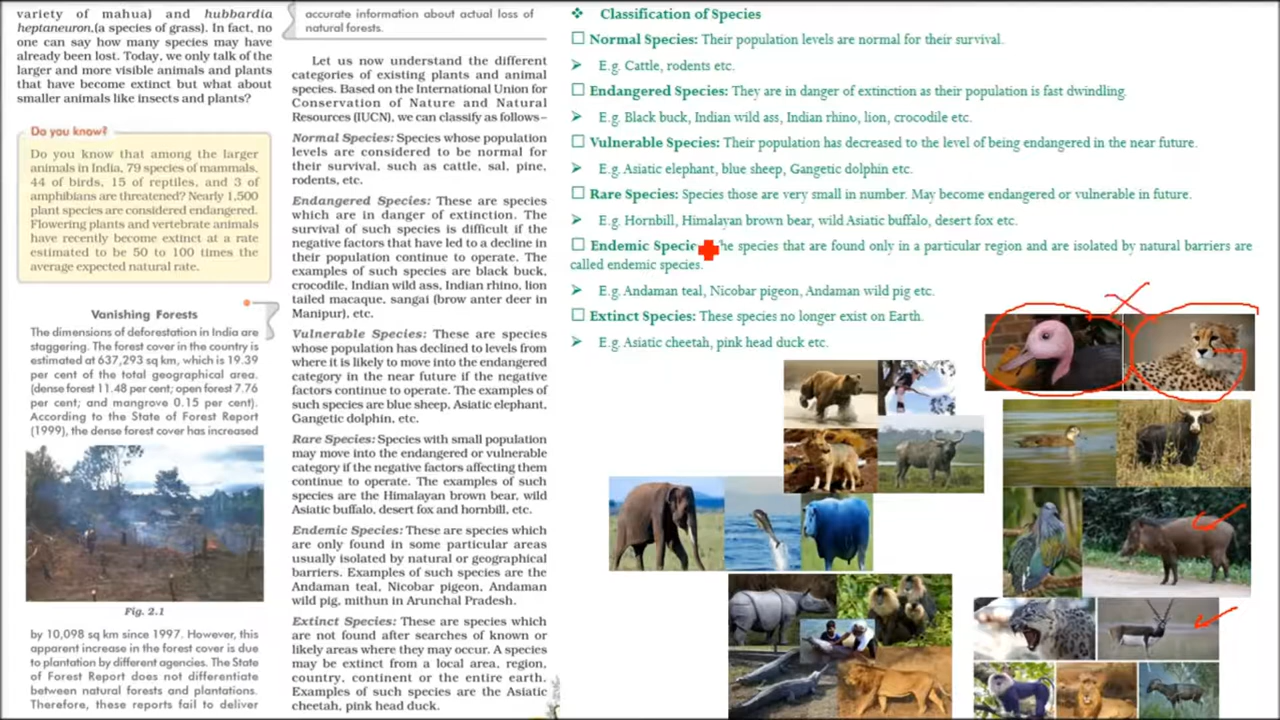 variety of mahua) and hubbardia
heptaneuron,(a species of grass). In fact, no
one can say how many species may have
already been lost. Today, we only talk of the
larger and more visible animals and plants
that have become extinct but what about
smaller animals like insects and plants?
Do you know?
Do you know that among the larger
animals in India, 79 species of mammals,
44 of birds, 15 of reptiles, and 3 of
amphibians are threatened? Nearly 1,500
plant species are considered endangered.
Flowering plants and vertebrate animals
have recently become extinct at a rate
estimated to be 50 to 100 times the
average expected natural rate.
Vanishing Forests
The dimensions of deforestation in India are
staggering. The forest cover in the country is
estimated at 637,293 sq km, which is 19.39
per cent of the total geographical area.
(dense forest 11.48 per cent; open forest 7.76
per cent; and mangrove 0.15 per cent).
According to the State of Forest Report
(1999), the dense forest cover has increased
Fig. 2.1
by 10,098 sq km since 1997. However, this
apparent increase in the forest cover is due
to plantation by different agencies. The State
of Forest Report does not differentiate
between natural forests and plantations.
Therefore, these reports fail to deliver
accurate information about actual loss of
natural forests.
Let us now understand the different
categories of existing plants and animal
species. Based on the International Union for
Conservation of Nature and Natural
Resources (IUCN), we can classify as follows–
Normal Species: Species whose population
levels are considered to be normal for
their survival, such as cattle, sal, pine,
rodents, etc.
Endangered Species: These are species
which are in danger of extinction. The
survival of such species is difficult if the
negative factors that have led to a decline in
their population continue to operate. The
examples of such species are black buck,
crocodile, Indian wild ass, Indian rhino, lion
tailed macaque, sangai (brow anter deer in
Manipur), etc.
Vulnerable Species: These are species
whose population has declined to levels from
where it is likely to move into the endangered
category in the near future if the negative
factors continue to operate. The examples of
such species are blue sheep, Asiatic elephant,
Gangetic dolphin, etc.
Rare Species: Species with small population
may move into the endangered or vulnerable
category if the negative factors affecting them
continue to operate. The examples of such
species are the Himalayan brown bear, wild
Asiatic buffalo, desert fox and hornbill, etc.
Endemic Species: These are species which
are only found in some particular areas
usually isolated by natural or geographical
barriers. Examples of such species are the
Andaman teal, Nicobar pigeon, Andaman
wild pig, mithun in Arunchal Pradesh.
Extinct Species: These are species which
are not found after searches of known or
likely areas where they may occur. A species
may be extinct from a local area, region,
country, continent or the entire earth.
Examples of such species are the Asiatic
cheetah, pink head duck.
❖ Classification of Species
☐ Normal Species: Their population levels are normal for their survival.
➢ E.g. Cattle, rodents etc.
☐ Endangered Species: They are in danger of extinction as their population is fast dwindling.
➢ E.g. Black buck, Indian wild ass, Indian rhino, lion, crocodile etc.
☐ Vulnerable Species: Their population has decreased to the level of being endangered in the near future.
➢ E.g. Asiatic elephant, blue sheep, Gangetic dolphin etc.
☐ Rare Species: Species those are very small in number. May become endangered or vulnerable in future.
➢ E.g. Hornbill, Himalayan brown bear, wild Asiatic buffalo, desert fox etc.
☐ Endemic Specie he species that are found only in a particular region and are isolated by natural barriers are
called endemic species.
➢ E.g. Andaman teal, Nicobar pigeon, Andaman wild pig etc.
☐ Extinct Species: These species no longer exist on Earth.
➢ E.g. Asiatic cheetah, pink head duck etc.